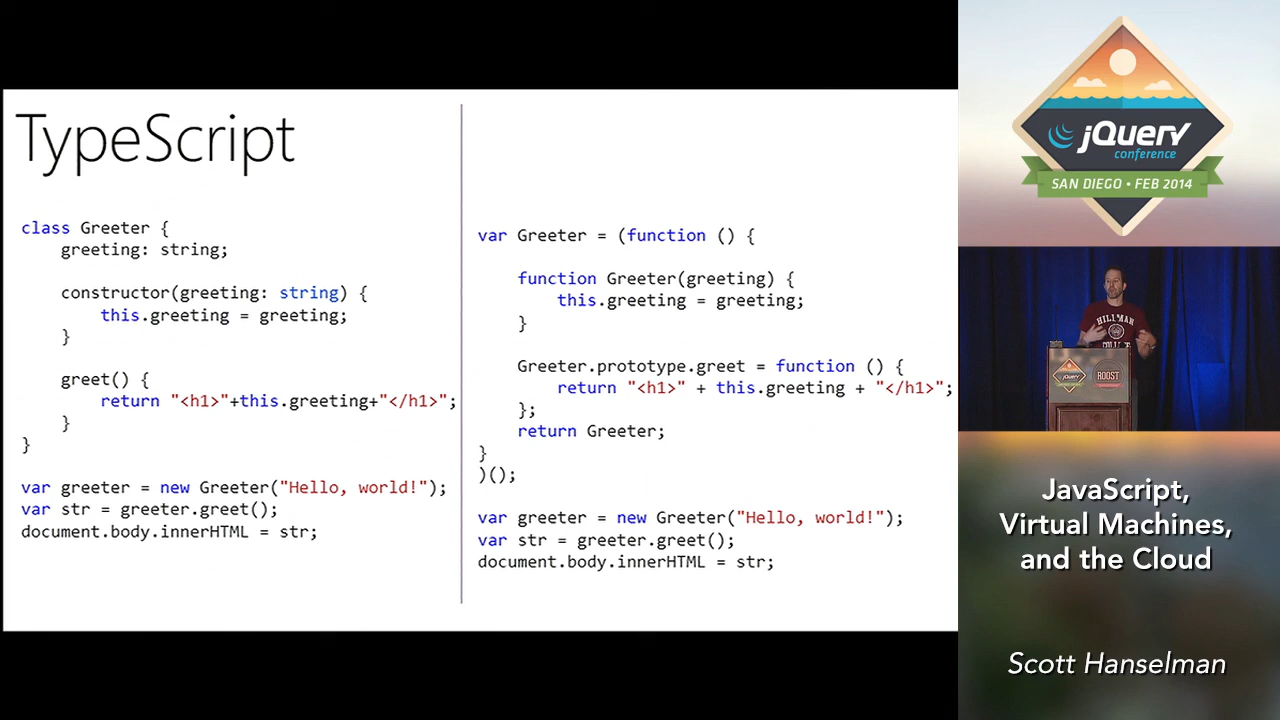 TypeScript
class Greeter {
greeting: string;
constructor(greeting: string) {
this.greeting = greeting;
}
greet() {
return "<h1>"+this.greeting+"</h1>";
}
}
var greeter = new Greeter("Hello, world!");
var str = greeter.greet();
document.body.innerHTML = str;
var Greeter = (function () {
function Greeter(greeting) {
this.greeting = greeting;
}
Greeter.prototype.greet = function () {
return "<h1>" + this.greeting + "</h1>";
};
return Greeter;
}
)();
var greeter = new Greeter("Hello, world!");
var str = greeter.greet();
document.body.innerHTML = str;
jQuery
conference
SAN DIEGO • FEB 2014
HILLMAN
COLLEGE
jQuery
ROOST
JavaScript,
Virtual Machines,
and the Cloud
Scott Hanselman